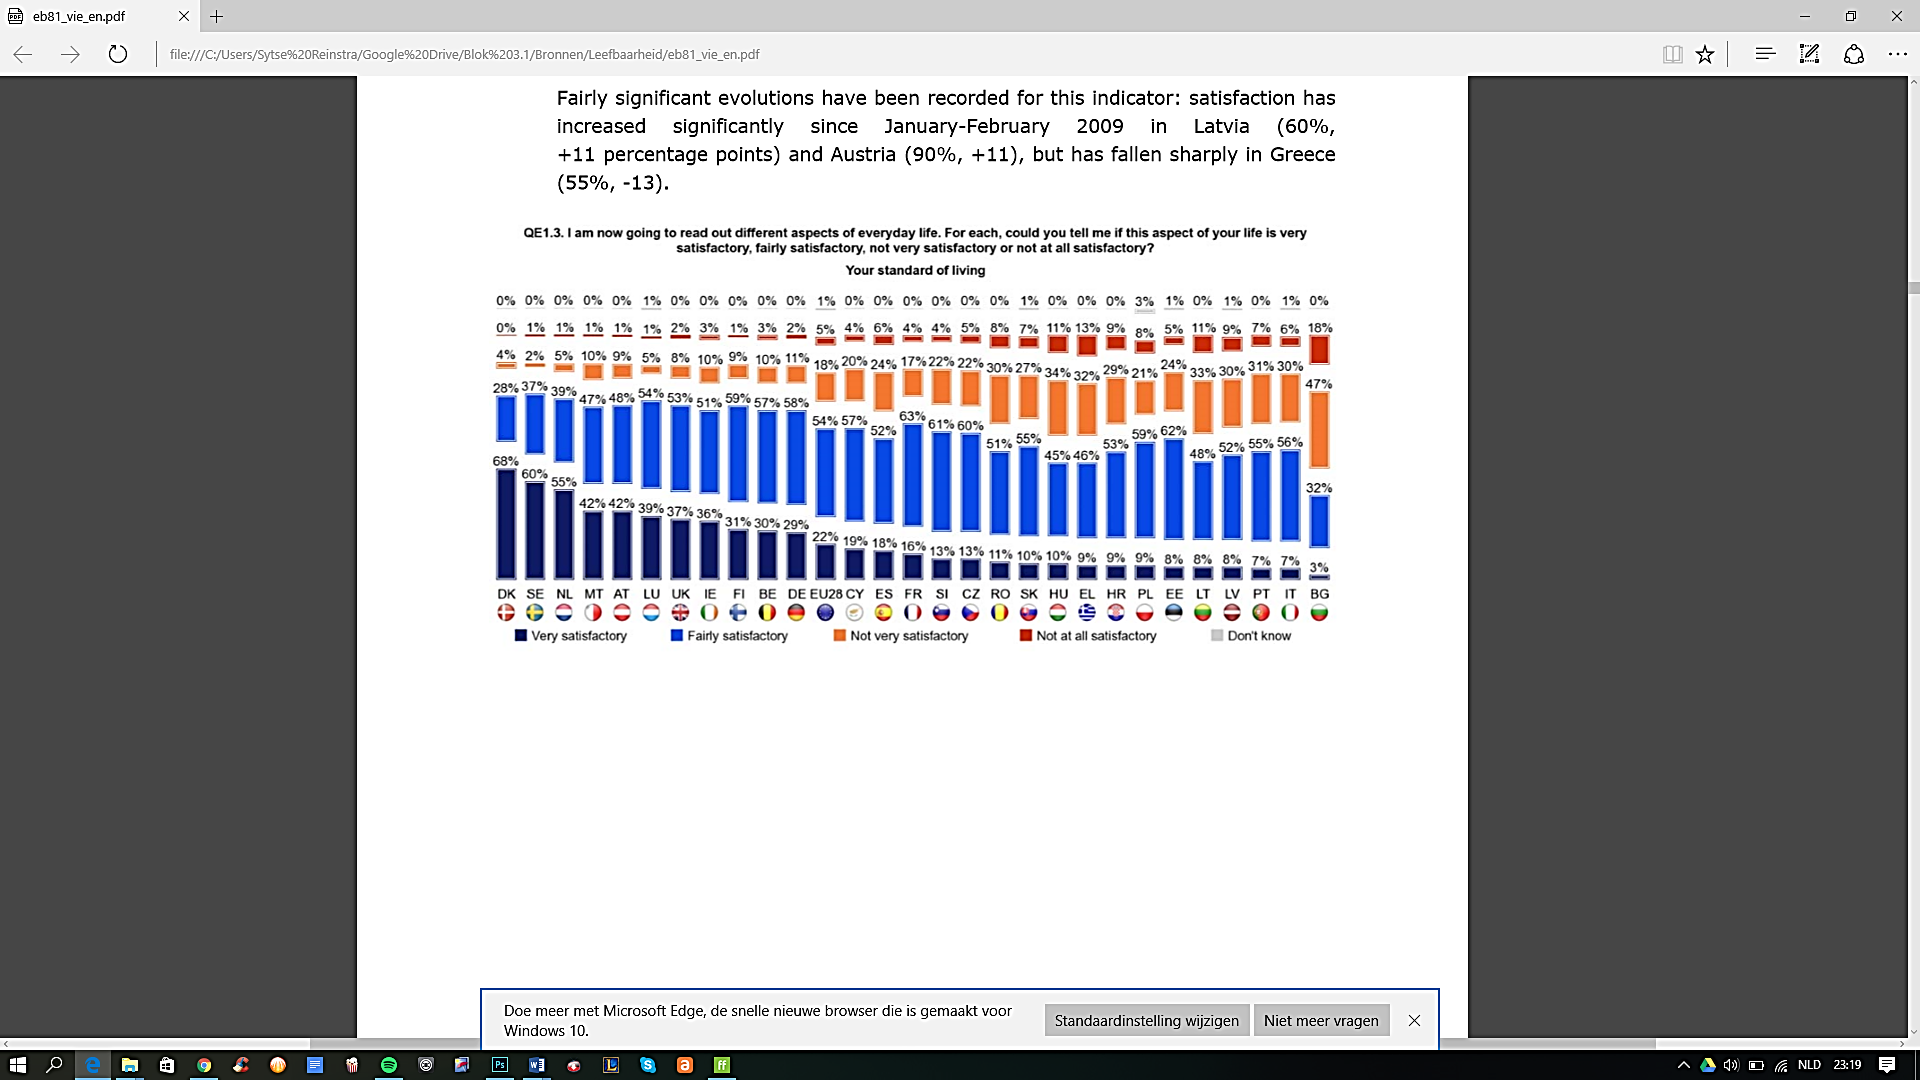 eb81_vie_en.pdf
file:///C:/Users/Sytse%20Reinstra/Google%20Drive/Blok%203.1/Bronnen/Leefbaarheid/eb81_vie_en.pdf
Fairly significant evolutions have been recorded for this indicator: satisfaction has
increased significantly since January-February 2009 in Latvia (60%,
+11 percentage points) and Austria (90%, +11), but has fallen sharply in Greece
(55%, -13).
QE1.3. I am now going to read out different aspects of everyday life. For each, could you tell me if this aspect of your life is very
satisfactory, fairly satisfactory, not very satisfactory or not at all satisfactory?
Your standard of living
0% 0% 0% 0% 0% 1% 0% 0% 0% 0% 0% 1% 0% 0% 0% 0% 0% 0% 1% 0% 0% 0% 3% 1% 0% 1% 0% 1% 0%
0% 1% 1% 1% 1% 1% 2% 3% 1% 3% 2% 5% 4% 6% 4% 4% 5% 8% 7% 11% 13% 9% 8% 5% 11% 9% 7% 6% 18%
4% 2% 5% 10% 9% 5% 8% 10% 9% 10% 11% 18% 20% 24% 17% 22% 22% 30% 27% 34% 32% 29% 21% 24% 33% 30% 31% 30% 47%
28% 37% 39% 47% 48% 54% 53% 51% 59% 57% 58% 54% 57% 52% 63% 61% 60% 51% 55% 45% 46% 53% 59% 62% 48% 52% 55% 56% 32%
68% 60% 55% 42% 42% 39% 37% 36% 31% 30% 29% 22% 19% 18% 16% 13% 13% 11% 10% 10% 9% 9% 9% 8% 8% 8% 7% 7% 3%
DK SE NL MT AT LU UK IE FI BE DE EU28 CY ES FR SI CZ RO SK HU EL HR PL EE LT LV PT IT BG
Very satisfactory Fairly satisfactory Not very satisfactory Not at all satisfactory Don't know
Doe meer met Microsoft Edge, de snelle nieuwe browser die is gemaakt voor
Windows 10.
Standaardinstelling wijzigen Niet meer vragen
NLD 23:19